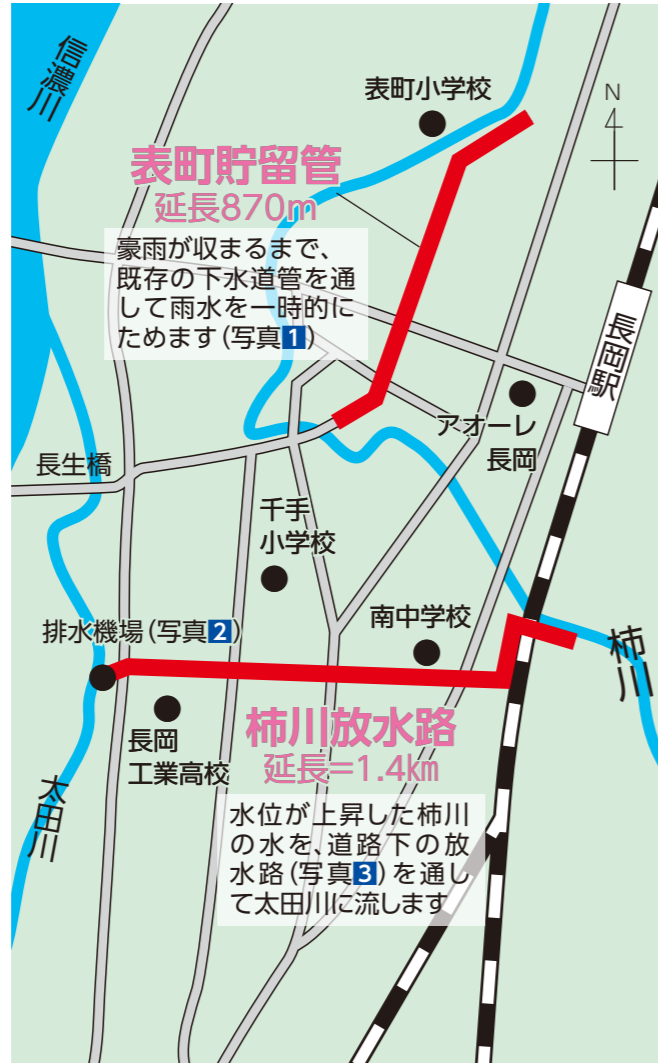 信濃川
表町小学校
N
表町貯留管
延長870m
豪雨が収まるまで、
既存の下水道管を通
して雨水を一時的に
ためます(写真1)
長岡駅
アオーレ
長岡
長生橋
千手
小学校
排水機場(写真2)
南中学校
柿川
柿川放水路
延長=1.4km
長岡
工業高校
太田川
水位が上昇した柿川
の水を、道路下の放
水路(写真3)を通し
て太田川に流します